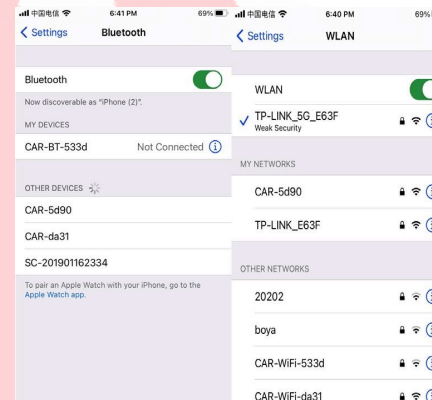 中国电信
6:41 PM
69%
Settings
Bluetooth
Bluetooth
Now discoverable as "iPhone (2)".
MY DEVICES
CAR-BT-533d
Not Connected
OTHER DEVICES
CAR-5d90
CAR-da31
SC-201901162334
To pair an Apple Watch with your iPhone, go to the
Apple Watch app.
中国电信
6:40 PM
69%
Settings
WLAN
WLAN
TP-LINK_5G_E63F
Weak Security
MY NETWORKS
CAR-5d90
TP-LINK_E63F
OTHER NETWORKS
20202
boya
CAR-WiFi-533d
CAR-WiFi-da31